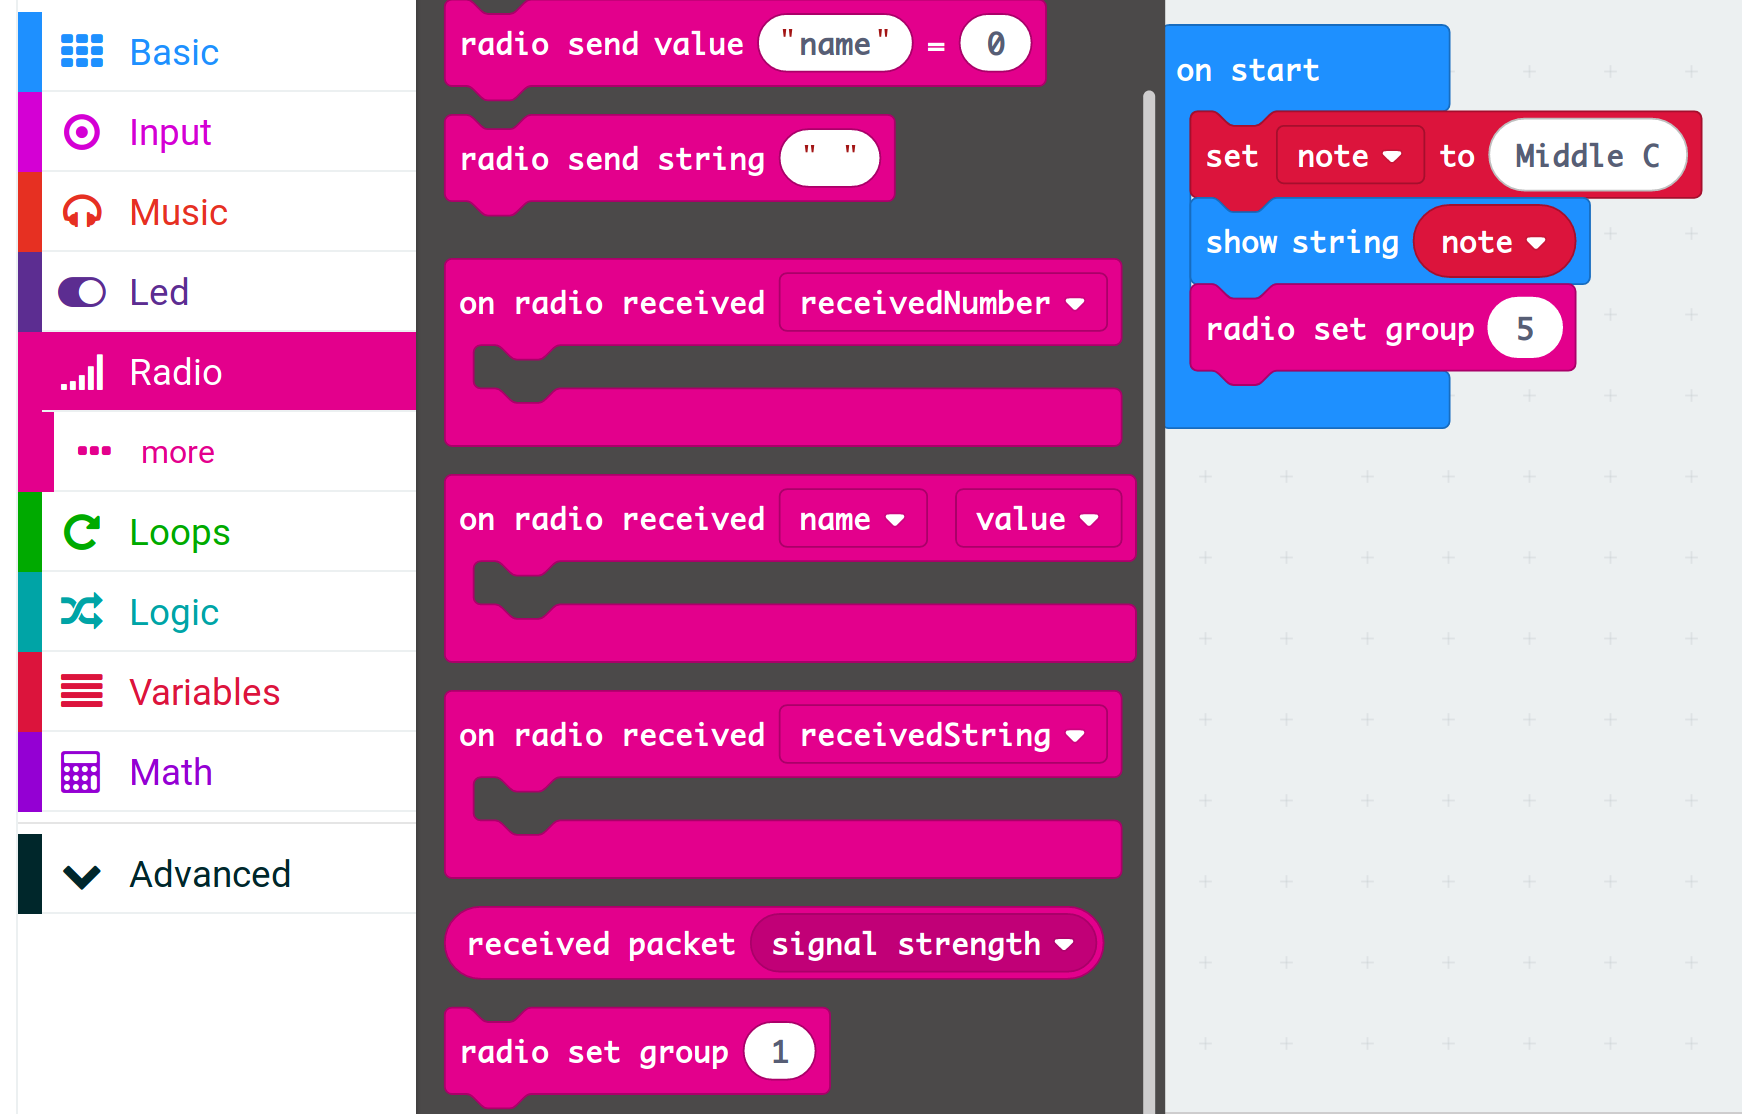 Basic
Input
Music
Led
Radio
more
Loops
Logic
Variables
Math
Advanced
radio send value "name" = 0
radio send string " "
on radio received receivedNumber
on radio received name value
on radio received receivedString
received packet signal strength
radio set group 1
on start
set note to Middle C
show string note
radio set group 5